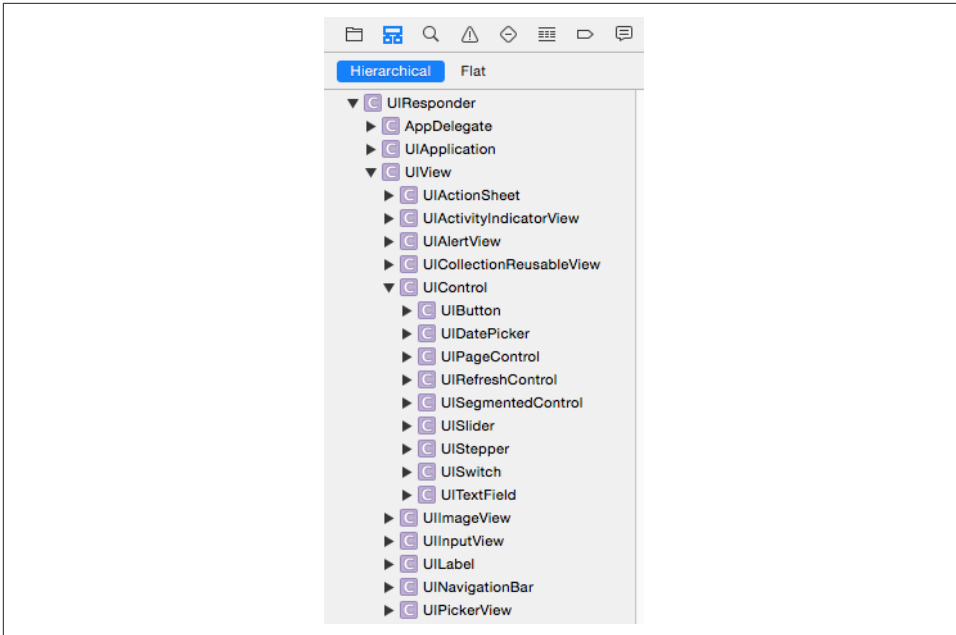 Hierarchical Flat
C UIResponder
C AppDelegate
C UIApplication
C UIView
C UIActionSheet
C UIActivityIndicatorView
C UIAlertView
C UICollectionReusableView
C UIControl
C UIButton
C UIDatePicker
C UIPageControl
C UIRefreshControl
C UISegmentedControl
C UISlider
C UIStepper
C UISwitch
C UITextField
C UIImageView
C UIInputView
C UILabel
C UINavigationBar
C UIPickerView